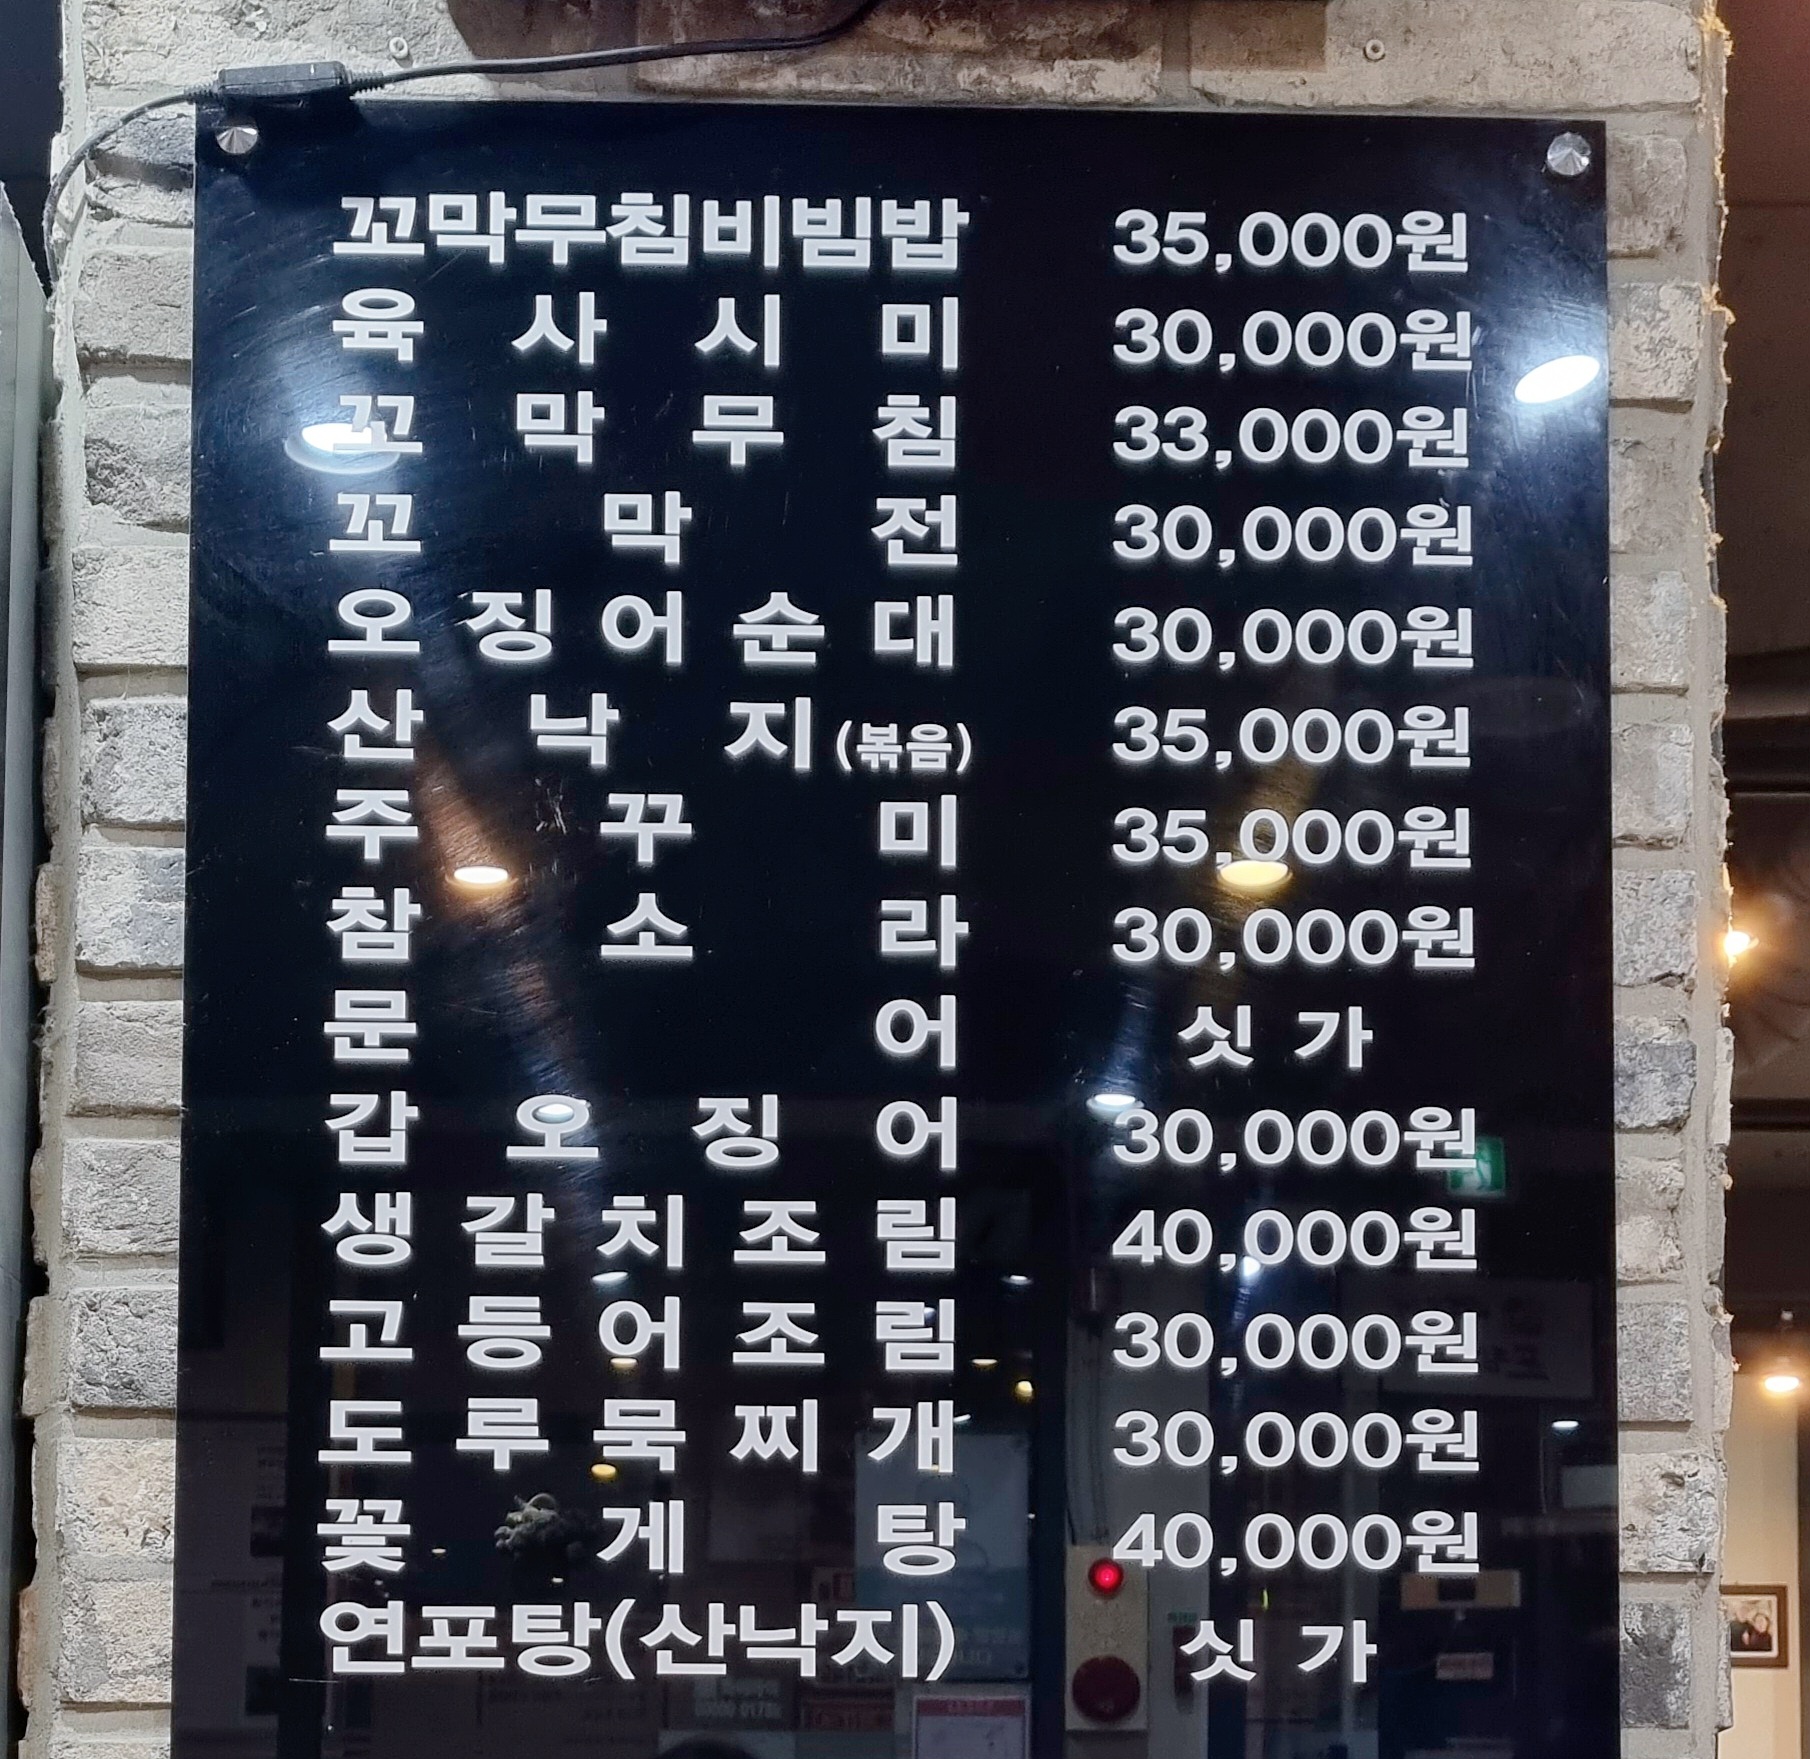 꼬막무침비빔밥 35,000원
육사시미 30,000원
꼬막무침 33,000원
꼬막전 30,000원
오징어순대 30,000원
산낙지(볶음) 35,000원
주꾸미 35,000원
참소라 30,000원
문어 싯가
갑오징어 30,000원
생갈치조림 40,000원
고등어조림 30,000원
도루묵찌개 30,000원
꽃게탕 40,000원
연포탕(산낙지) 싯가